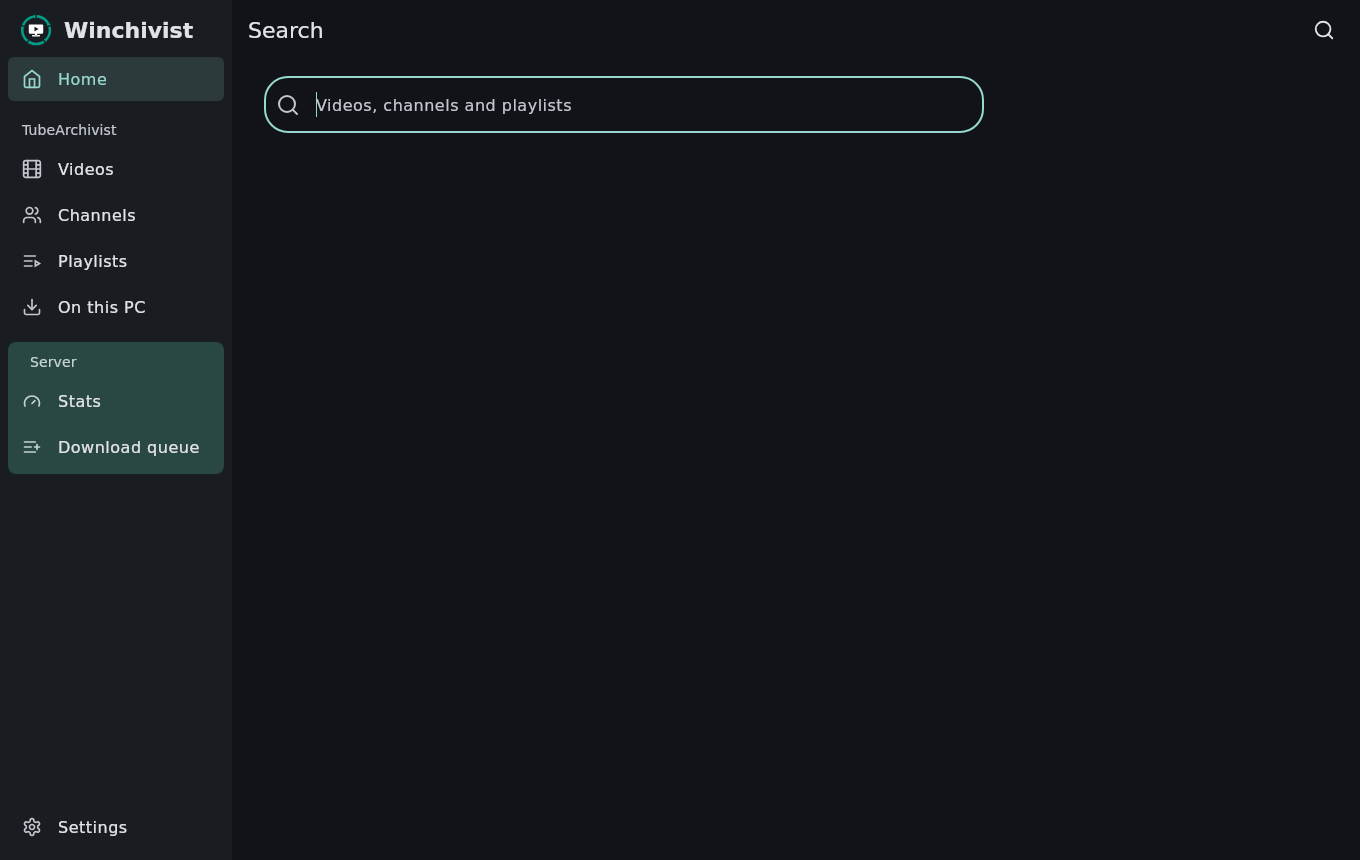 Winchivist
Search
Home
Videos, channels and playlists
TubeArchivist
Videos
Channels
Playlists
On this PC
Server
Stats
Download queue
Settings